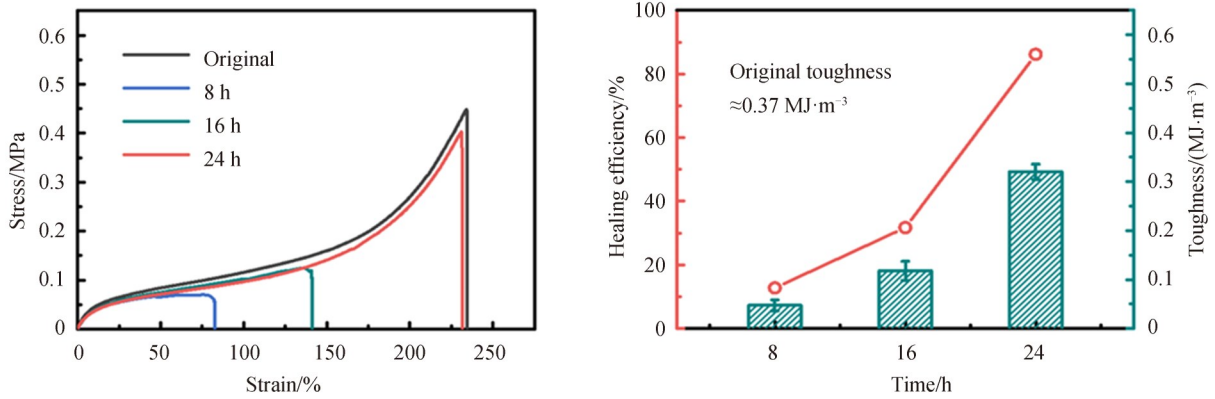 Stress/MPa
0.6
0.5
0.4
0.3
0.2
0.1
0
Original
8 h
16 h
24 h
0
50
100
150
200
250
Strain/%
Healing efficiency/%
100
80
60
40
20
0
Original toughness
≈0.37 MJ·m⁻³
0.6
0.5
0.4
0.3
0.2
0.1
0
Toughness/(MJ·m⁻³)
8
16
24
Time/h